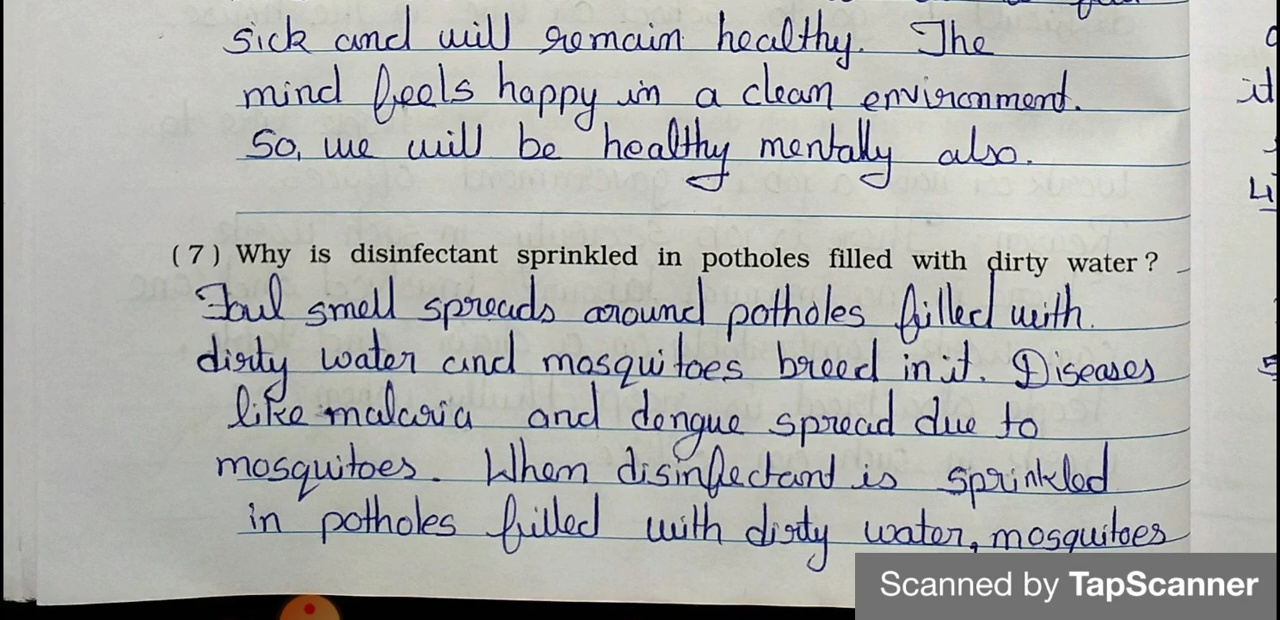 sick and will remain healthy. The
mind feels happy in a clean environment.
So, we will be healthy mentally also.
( 7 ) Why is disinfectant sprinkled in potholes filled with dirty water ?
Foul smell spreads around potholes filled with.
dirty water and mosquitoes breed in it. Diseases
like malaria and dengue spread due to
mosquitoes. When disinfectant is sprinkled
in potholes filled with dirty water, mosquitoes
Scanned by TapScanner